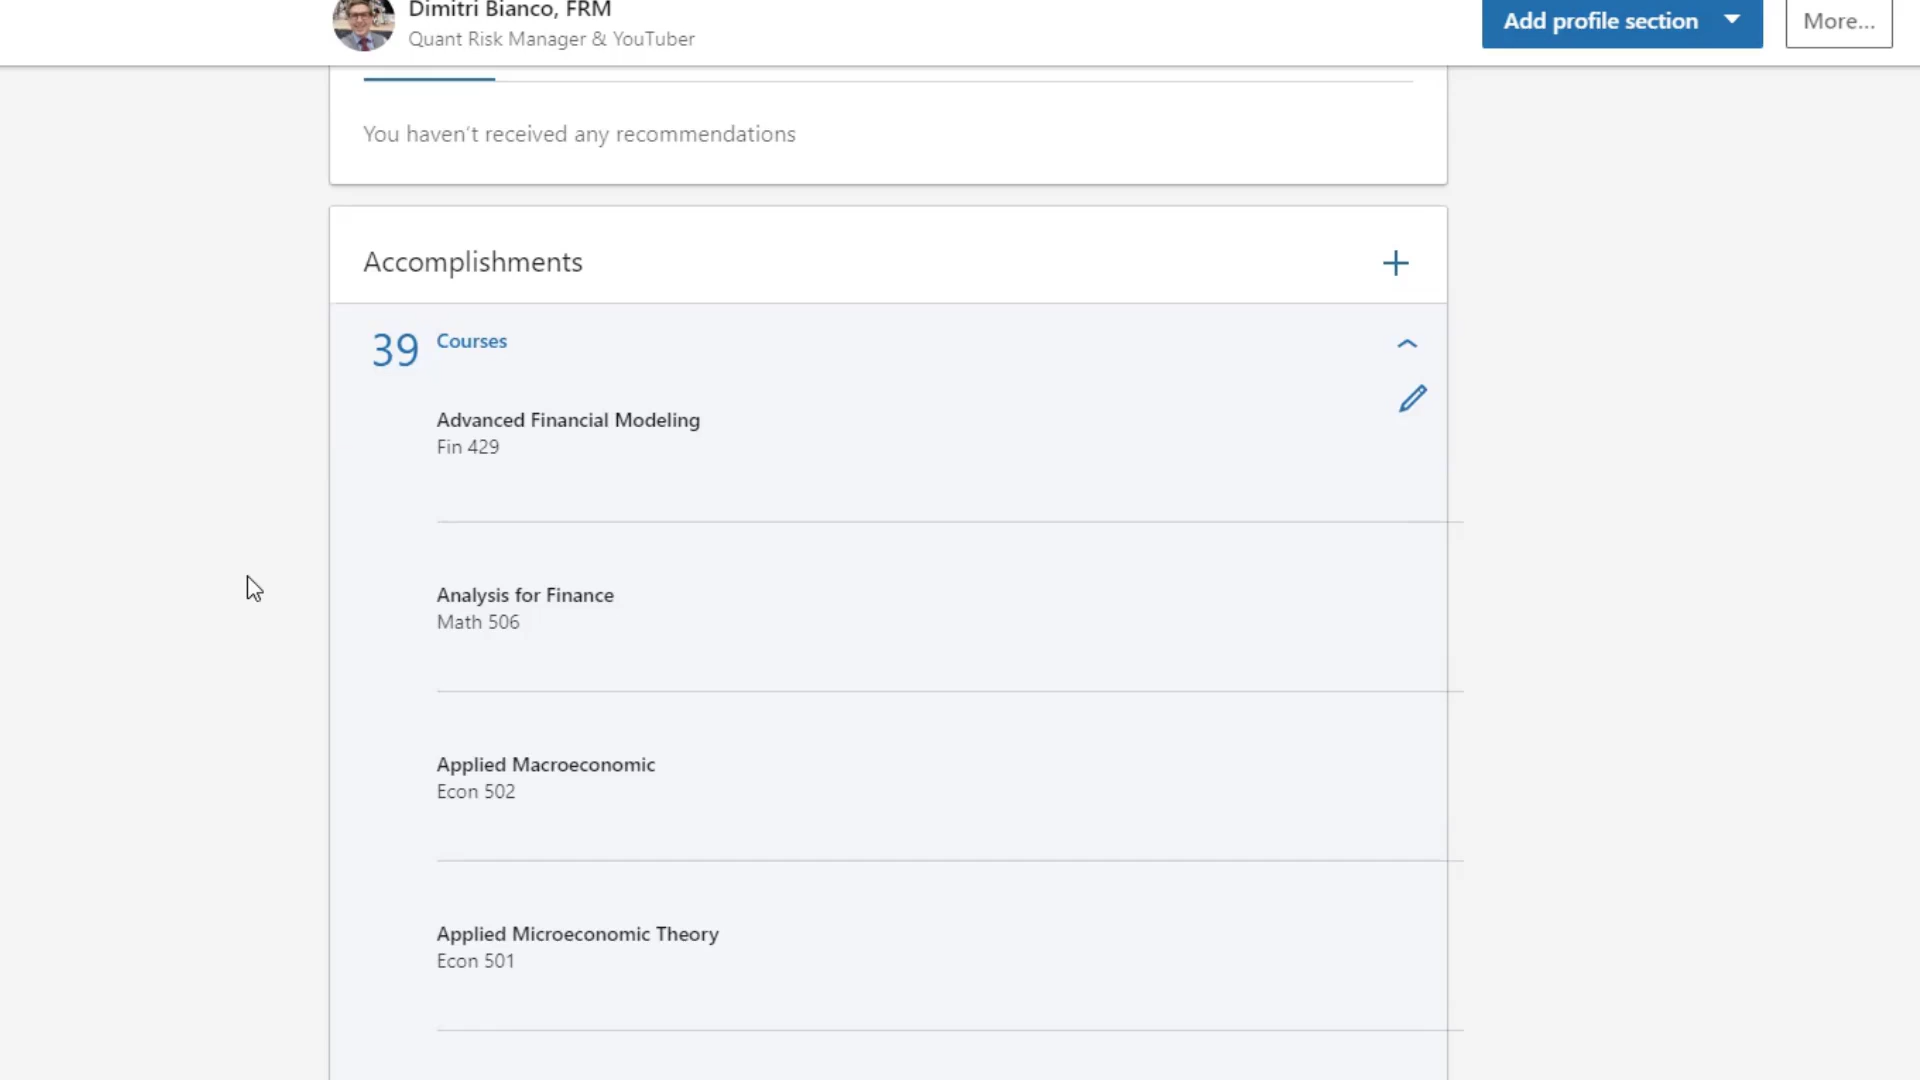 Dimitri Bianco, FRM
Quant Risk Manager & YouTuber
Add profile section
More...
You haven't received any recommendations
Accomplishments
39 Courses
Advanced Financial Modeling
Fin 429
Analysis for Finance
Math 506
Applied Macroeconomic
Econ 502
Applied Microeconomic Theory
Econ 501